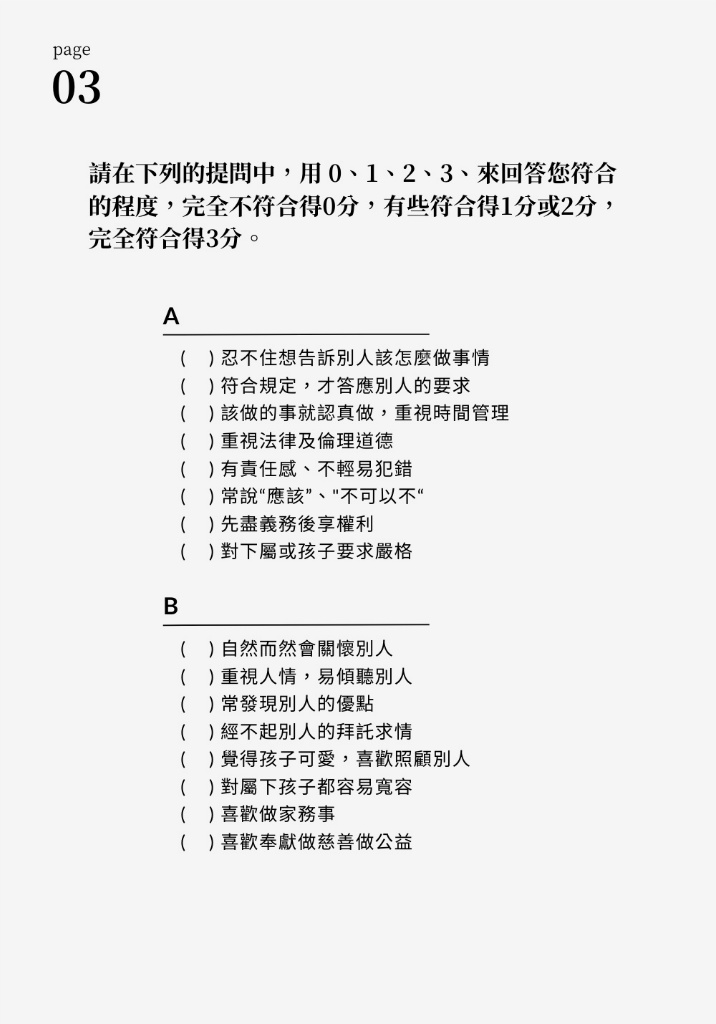 page
03
請在下列的提問中，用 0、1、2、3、來回答您符合
的程度，完全不符合得0分，有些符合得1分或2分，
完全符合得3分。
A
(    ) 忍不住想告訴別人該怎麼做事情
(    ) 符合規定，才答應別人的要求
(    ) 該做的事就認真做，重視時間管理
(    ) 重視法律及倫理道德
(    ) 有責任感、不輕易犯錯
(    ) 常說“應該”、"不可以不“
(    ) 先盡義務後享權利
(    ) 對下屬或孩子要求嚴格
B
(    ) 自然而然會關懷別人
(    ) 重視人情，易傾聽別人
(    ) 常發現別人的優點
(    ) 經不起別人的拜託求情
(    ) 覺得孩子可愛，喜歡照顧別人
(    ) 對屬下孩子都容易寬容
(    ) 喜歡做家務事
(    ) 喜歡奉獻做慈善做公益